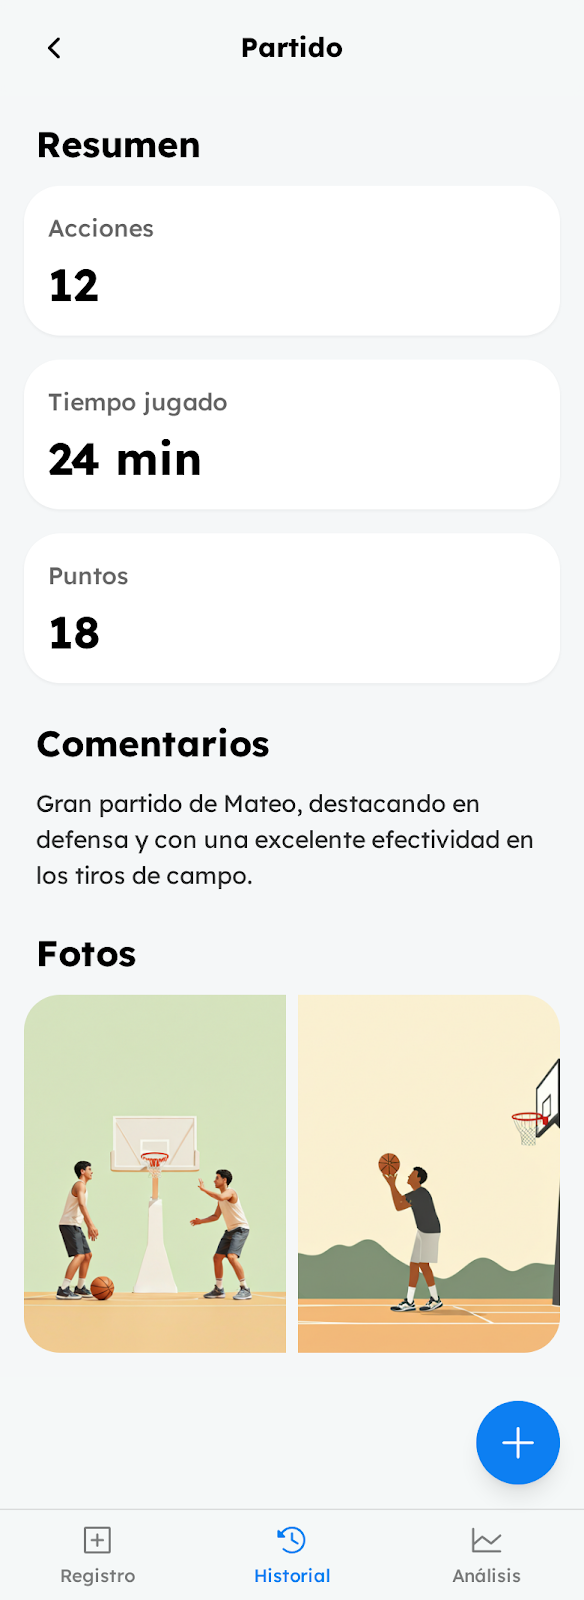 Partido
Resumen
Acciones
12
Tiempo jugado
24 min
Puntos
18
Comentarios
Gran partido de Mateo, destacando en
defensa y con una excelente efectividad en
los tiros de campo.
Fotos
Registro
Historial
Análisis